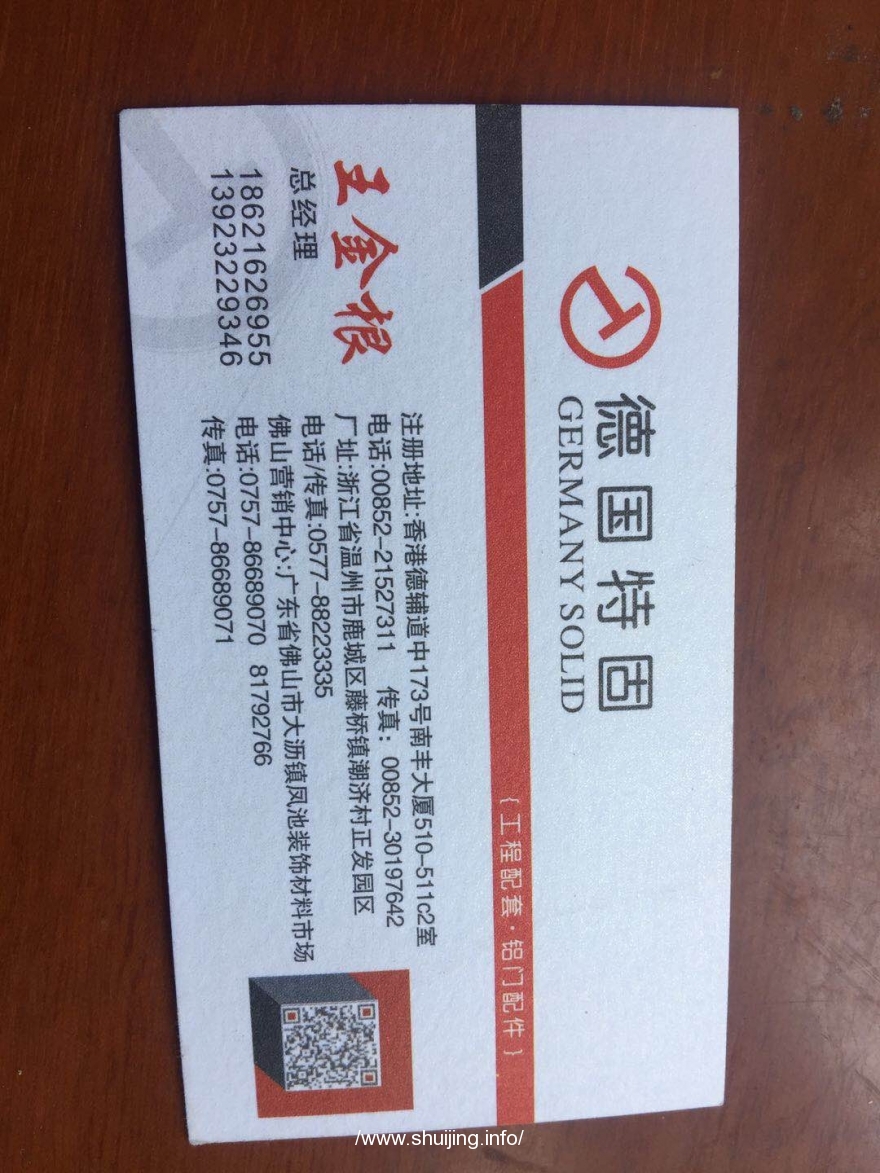 德国特固
GERMANY SOLID
{工程配套·铝门配件}
王金根
总经理
18621626955
13923229346
注册地址:香港德辅道中173号南丰大厦510-511c2室
电话:00852-21527311 传真: 00852-30197642
厂址:浙江省温州市鹿城区藤桥镇潮济村正发园区
电话/传真:0577-88223335
佛山营销中心:广东省佛山市大沥镇凤池装饰材料市场
电话:0757-86689070 81792766
传真:0757-86689071
/www.shuijing.info/